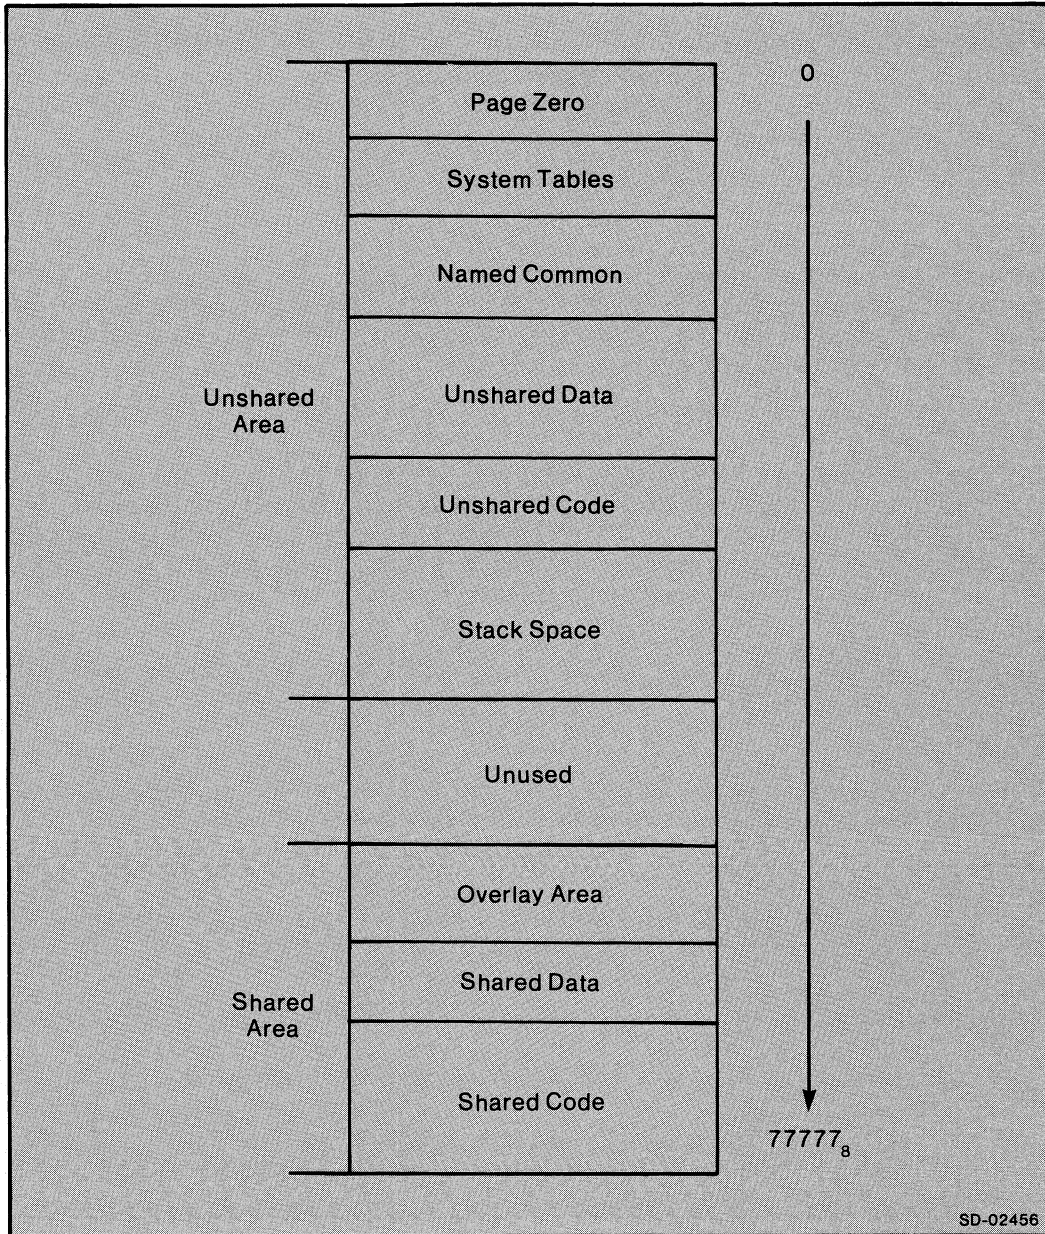 0
Page Zero
System Tables
Named Common
Unshared
Area
Unshared Data
Unshared Code
Stack Space
Unused
Overlay Area
Shared
Area
Shared Data
Shared Code
77777₈
SD-02456